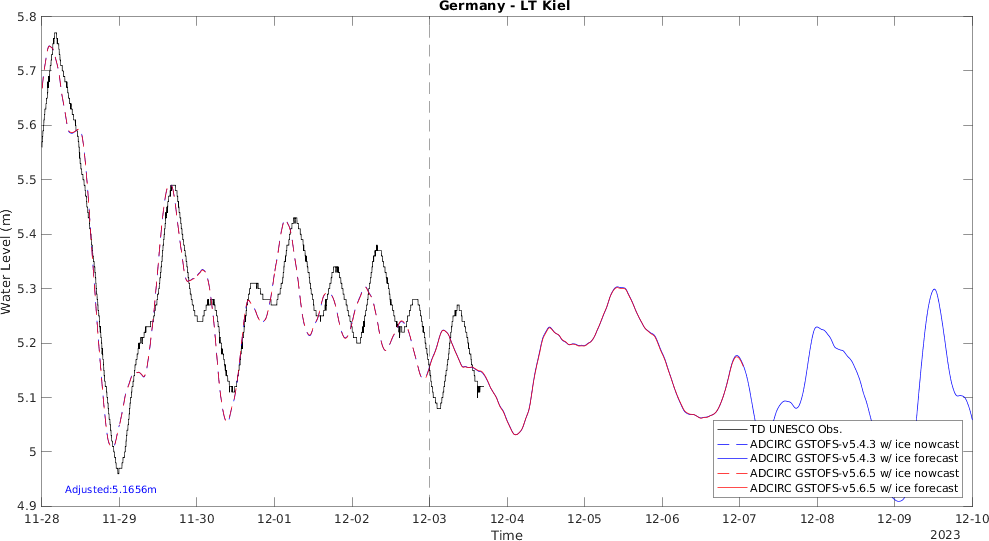 Germany - LT Kiel
5.8
5.7
5.6
5.5
5.4
5.3
5.2
5.1
5
4.9
Water Level (m)
Adjusted:5.1656m
TD UNESCO Obs.
ADCIRC GSTOFS-v5.4.3 w/ ice nowcast
ADCIRC GSTOFS-v5.4.3 w/ ice forecast
ADCIRC GSTOFS-v5.6.5 w/ ice nowcast
ADCIRC GSTOFS-v5.6.5 w/ ice forecast
11-28 11-29 11-30 12-01 12-02 12-03 12-04 12-05 12-06 12-07 12-08 12-09 12-10
Time 2023